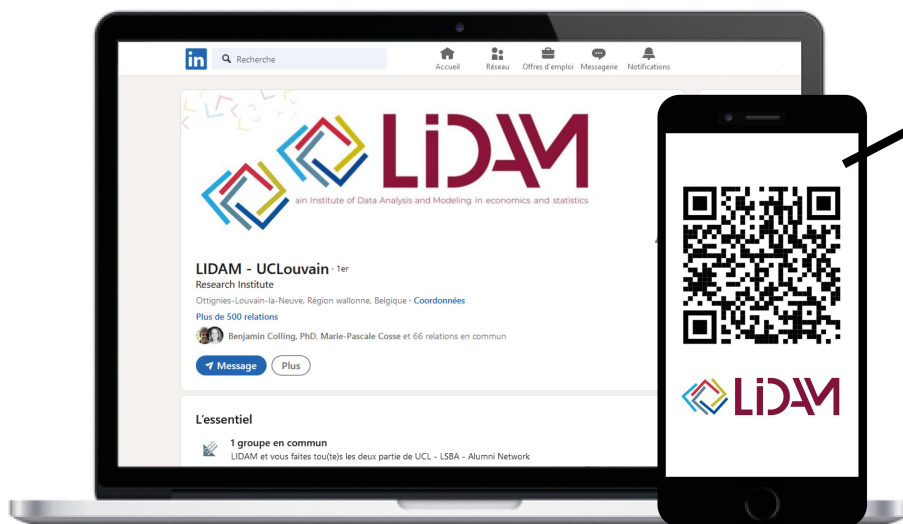 in
Recherche
Accueil
Réseau
Offres d'emploi
Messagerie
Notifications
LiDAM
ain Institute of Data Analysis and Modeling in economics and statistics
LIDAM - UCLouvain · 1er
Research Institute
Ottignies-Louvain-la-Neuve, Région wallonne, Belgique · Coordonnées
Plus de 500 relations
Benjamin Colling, PhD, Marie-Pascale Cosse et 66 relations en commun
Message
Plus
L'essentiel
1 groupe en commun
LIDAM et vous faites tou(te)s les deux partie de UCL - LSBA - Alumni Network
LiDAM